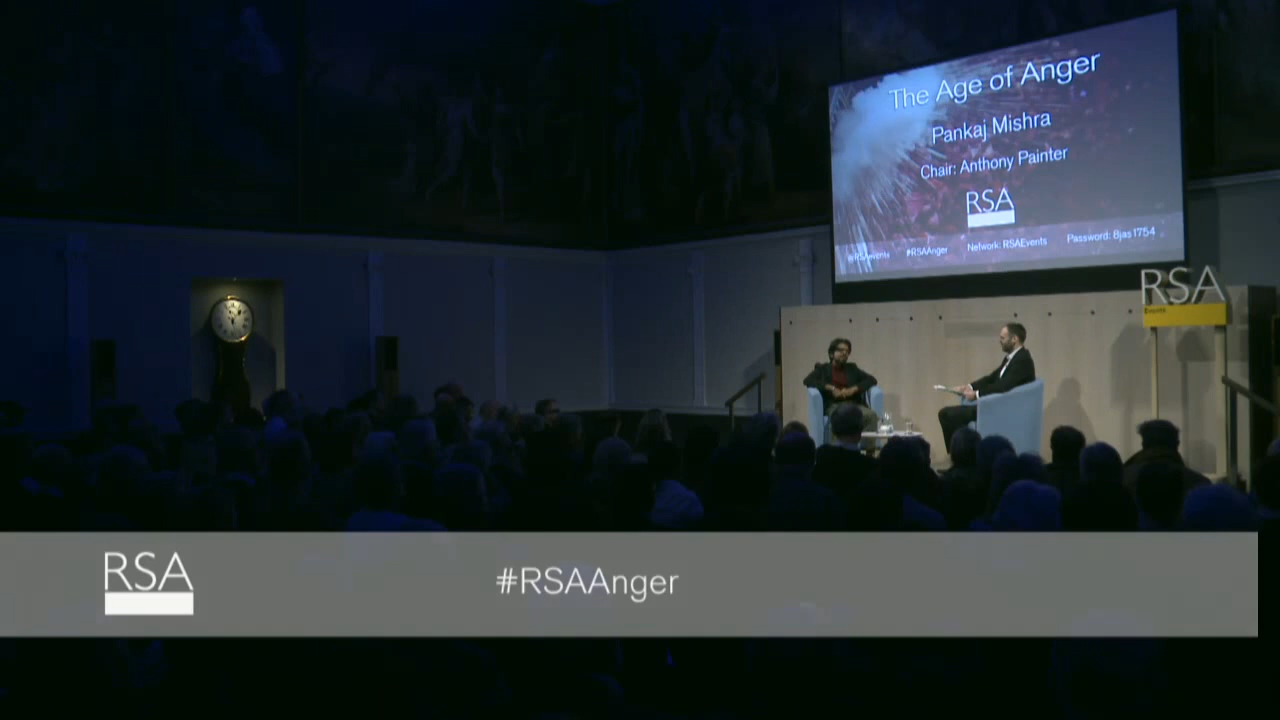 The Age of Anger
Pankaj Mishra
Chair: Anthony Painter
RSA
@RSAevents #RSAAnger Network: RSAEvents Password: 8jas1754
RSA
Events
RSA
#RSAAnger